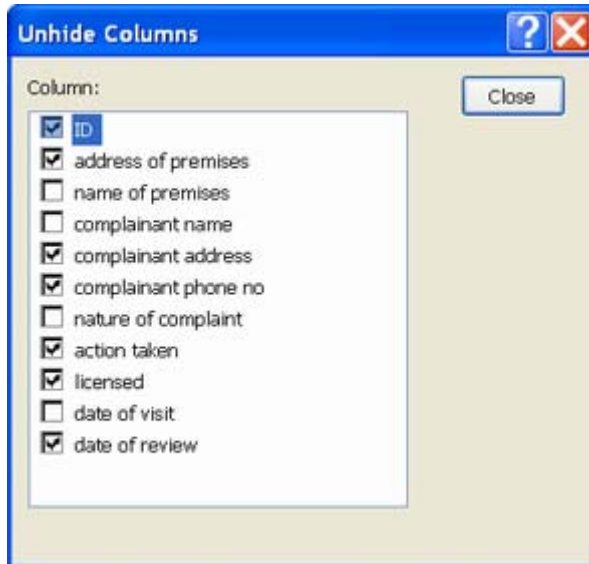 Unhide Columns
Column:
Close
ID
address of premises
name of premises
complainant name
complainant address
complainant phone no
nature of complaint
action taken
licensed
date of visit
date of review